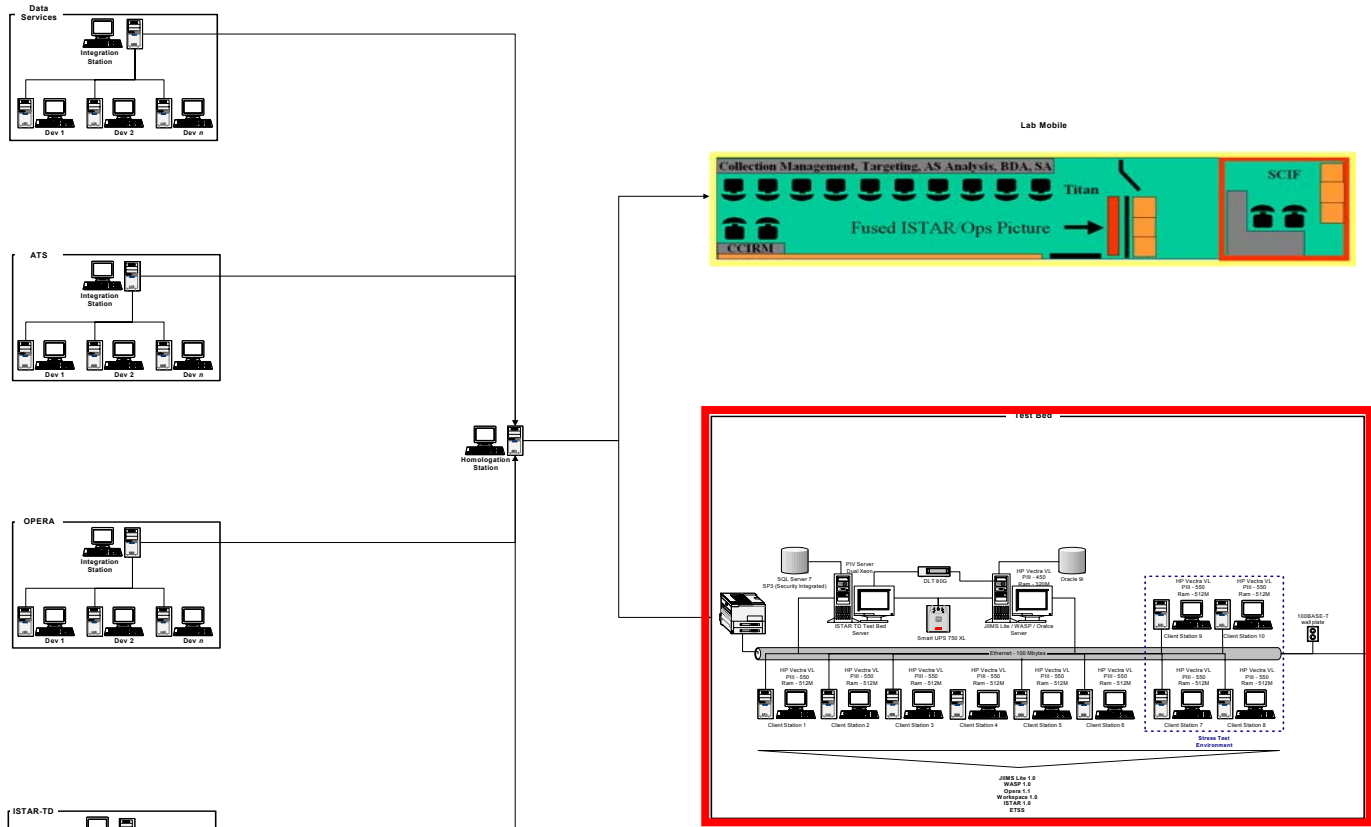 Data
Services
Integration
Station
Dev 1
Dev 2
Dev n
ATS
Integration
Station
Dev 1
Dev 2
Dev n
OPERA
Integration
Station
Dev 1
Dev 2
Dev n
ISTAR-TD
Homologation
Station
Lab Mobile
Collection Management, Targeting, AS Analysis, BDA, SA
Titan
SCIF
Fused ISTAR/Ops Picture
CCIRM
Test Bed
SQL Server 7
SP3 (Security Integrated)
PIV Server
Dual Xeon
ISTAR TD Test Bed
Server
DLT 80G
Smart UPS 750 XL
HP Vectra VL
PIII - 450
Ram - 320M
JIIMS Lite / WASP / Oralce
Server
Oracle 9i
HP Vectra VL
PIII - 550
Ram - 512M
Client Station 9
HP Vectra VL
PIII - 550
Ram - 512M
Client Station 10
100BASE-T
wall plate
Ethernet - 100 Mbytes
HP Vectra VL
PIII - 550
Ram - 512M
Client Station 1
HP Vectra VL
PIII - 550
Ram - 512M
Client Station 2
HP Vectra VL
PIII - 550
Ram - 512M
Client Station 3
HP Vectra VL
PIII - 550
Ram - 512M
Client Station 4
HP Vectra VL
PIII - 550
Ram - 512M
Client Station 5
HP Vectra VL
PIII - 550
Ram - 512M
Client Station 6
HP Vectra VL
PIII - 550
Ram - 512M
Client Station 7
HP Vectra VL
PIII - 550
Ram - 512M
Client Station 8
Stress Test
Environment
JIIMS Lite 1.0
WASP 1.0
Opera 1.1
Workspace 1.0
ISTAR 1.0
ETSS